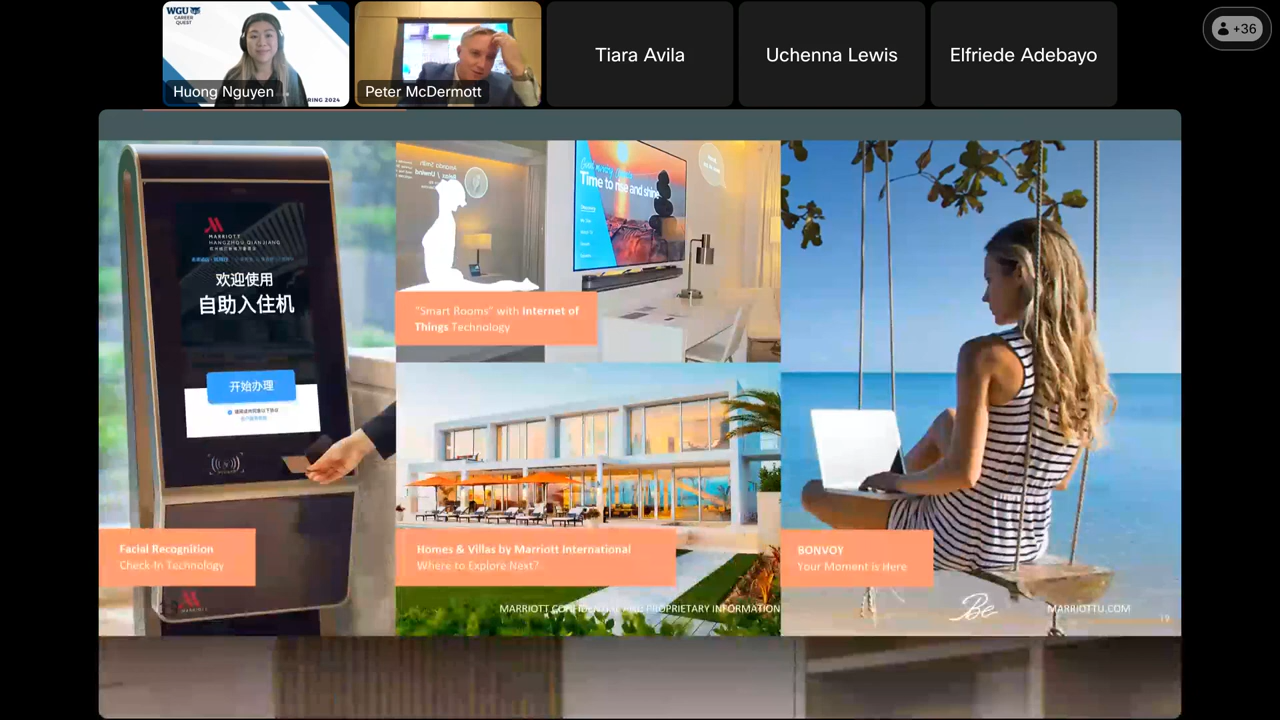 WGU
CAREER
QUEST
RING 2024
Huong Nguyen
Peter McDermott
Tiara Avila
Uchenna Lewis
Elfriede Adebayo
+36
MARRIOTT
HANGZHOU QIANJIANG
欢迎使用
自助入住机
开始办理
Time to rise and shine
"Smart Rooms" with Internet of
Things Technology
Facial Recognition
Check-In Technology
Homes & Villas by Marriott International
Where to Explore Next?
BONVOY
Your Moment is Here
MARRIOTT CONFIDENTIAL AND PROPRIETARY INFORMATION
Be
MARRIOTTU.COM
19